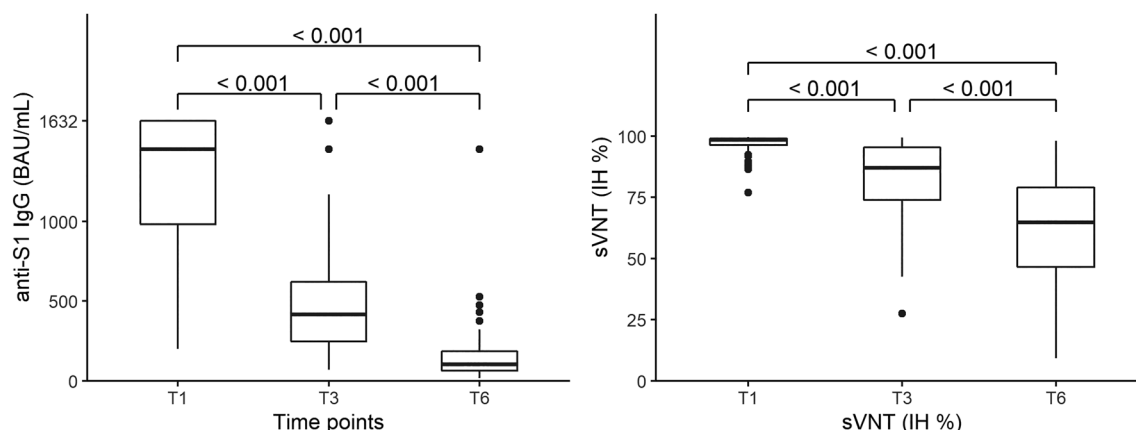 < 0.001
< 0.001
< 0.001
1632
1000
500
0
anti-S1 IgG (BAU/mL)
T1
T3
T6
Time points
< 0.001
< 0.001
< 0.001
100
75
50
25
0
sVNT (IH %)
T1
T3
T6
sVNT (IH %)